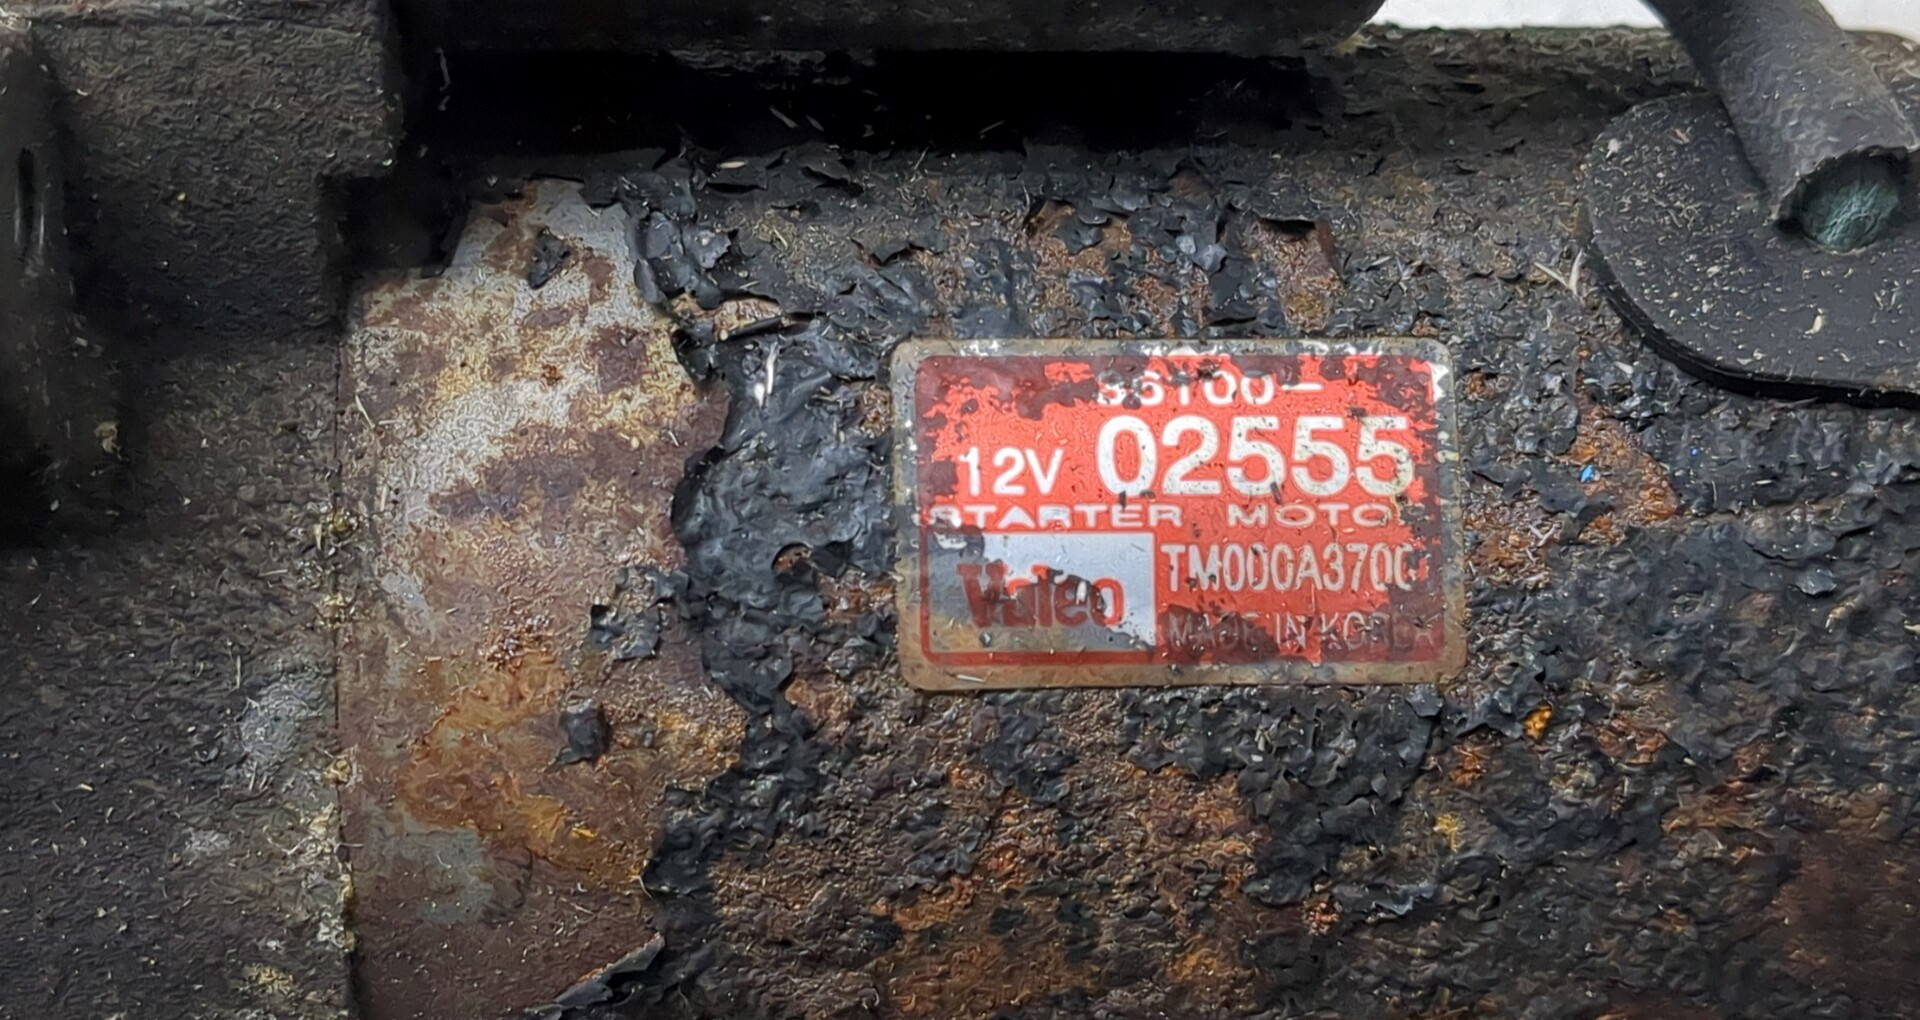 36100-
12V 02555
STARTER MOTO
Valeo
TM000A3700
MADE IN KOREA